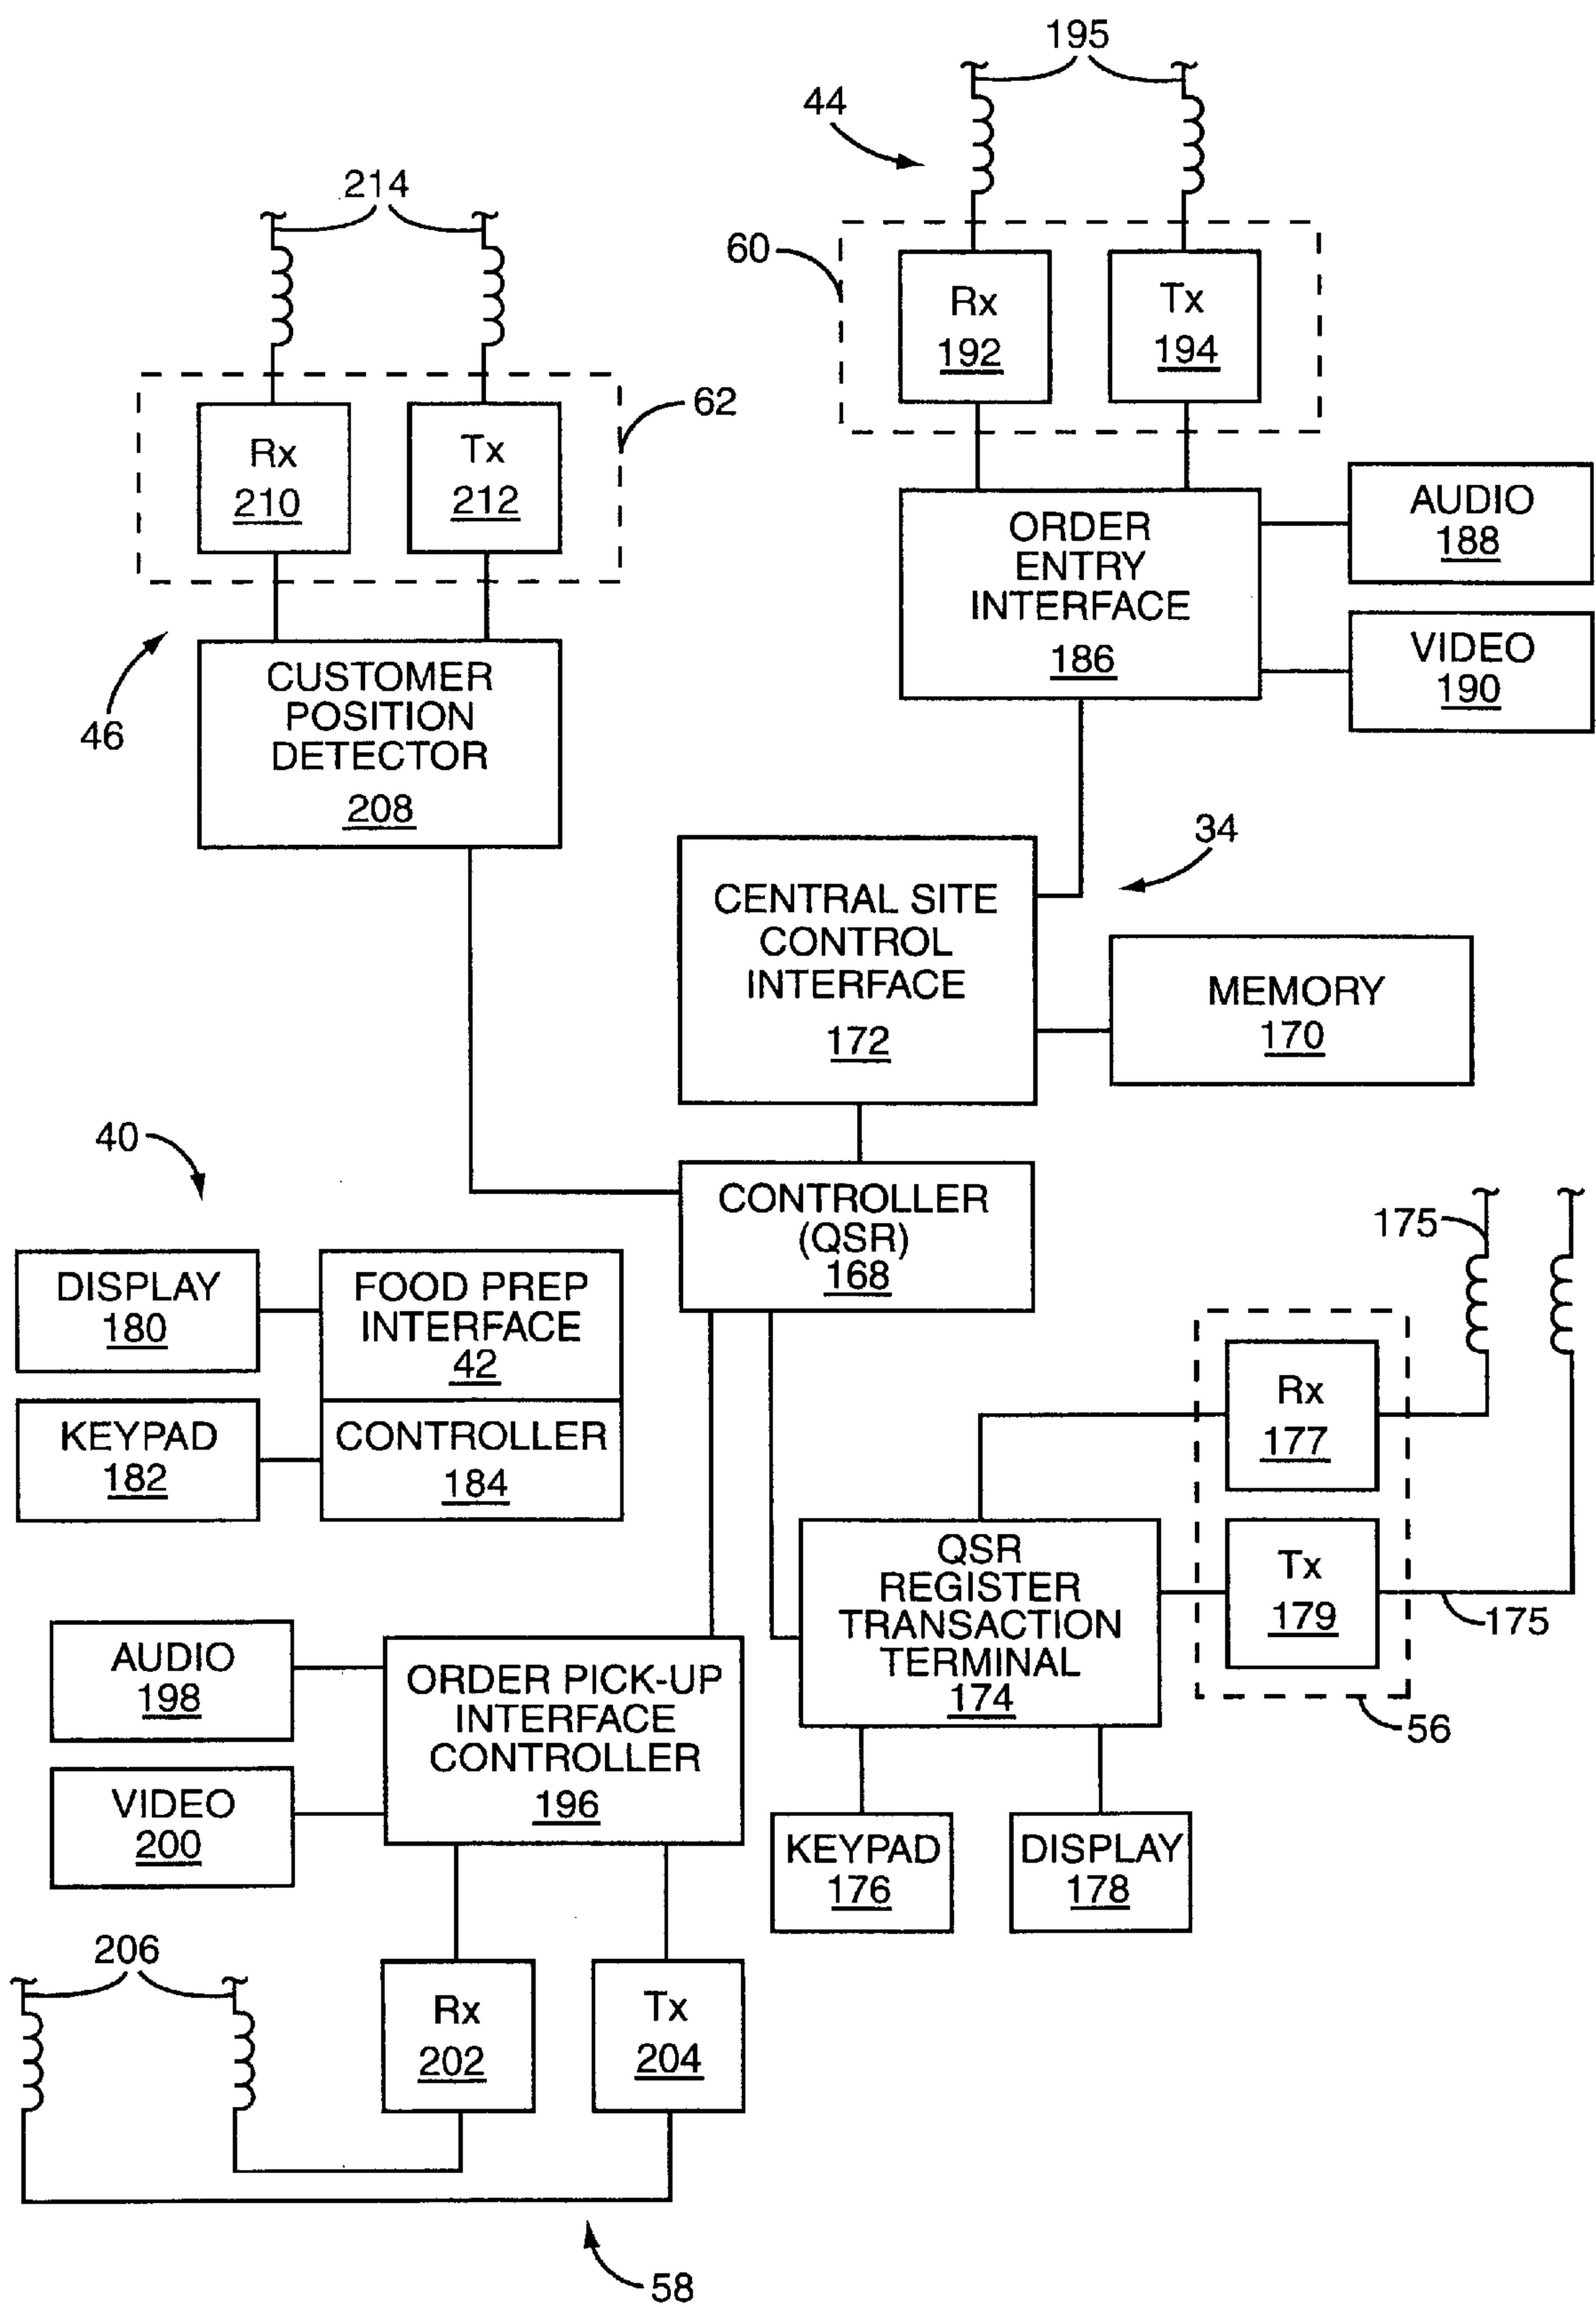 195
44
214
60
Rx
192
Tx
194
62
Rx
210
Tx
212
AUDIO
188
ORDER
ENTRY
INTERFACE
186
VIDEO
190
46
CUSTOMER
POSITION
DETECTOR
208
34
CENTRAL SITE
CONTROL
INTERFACE
172
MEMORY
170
40
CONTROLLER
(QSR)
168
175
DISPLAY
180
FOOD PREP
INTERFACE
42
KEYPAD
182
CONTROLLER
184
Rx
177
QSR
REGISTER
TRANSACTION
TERMINAL
174
Tx
179
175
56
AUDIO
198
ORDER PICK-UP
INTERFACE
CONTROLLER
196
VIDEO
200
KEYPAD
176
DISPLAY
178
206
Rx
202
Tx
204
58